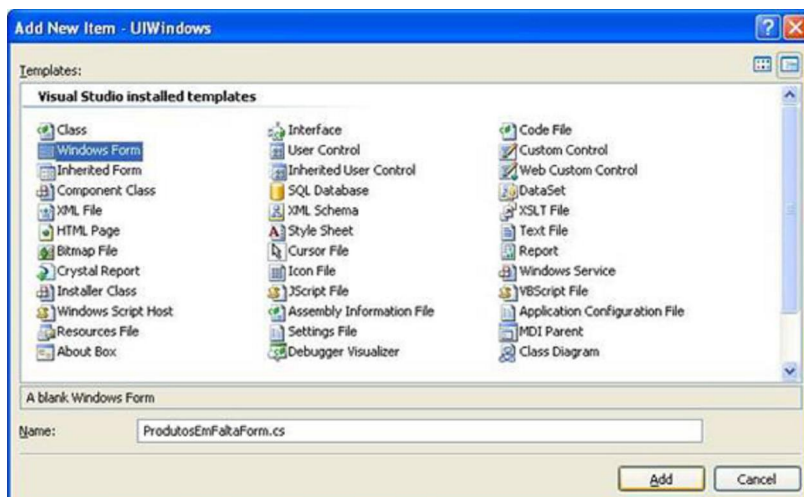 Add New Item - UIWindows
Templates:
Visual Studio installed templates
Class Interface Code File
Windows Form User Control Custom Control
Inherited Form Inherited User Control Web Custom Control
Component Class SQL Database DataSet
XML File XML Schema XSLT File
HTML Page Style Sheet Text File
Bitmap File Cursor File Report
Crystal Report Icon File Windows Service
Installer Class JScript File VBScript File
Windows Script Host Assembly Information File Application Configuration File
Resources File Settings File MDI Parent
About Box Debugger Visualizer Class Diagram
A blank Windows Form
Name: ProdutosEmFaltaForm.cs
Add Cancel